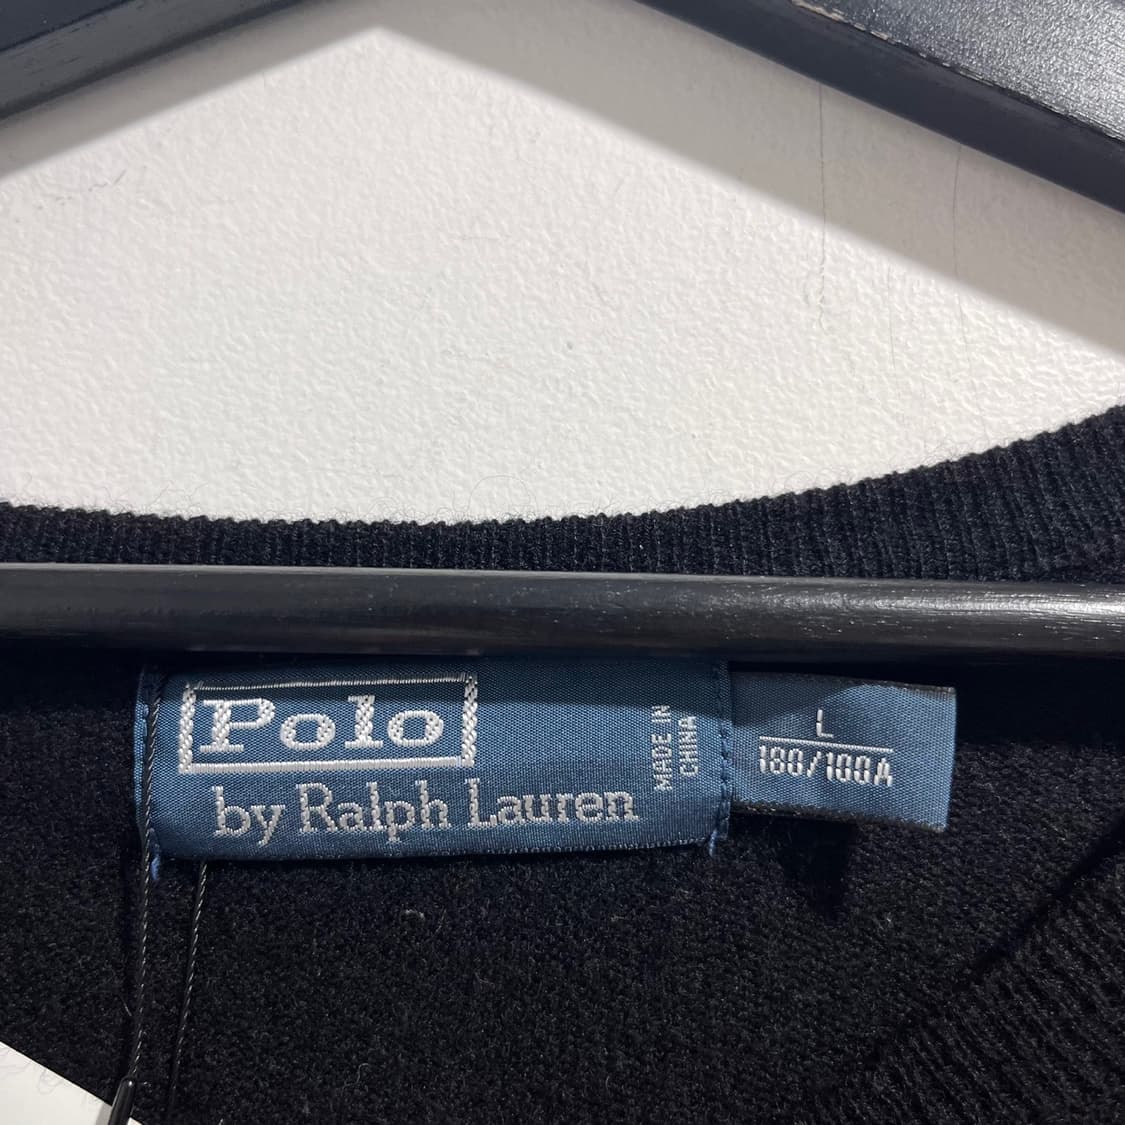 Polo
by Ralph Lauren
MADE IN
CHINA
L
180/100A